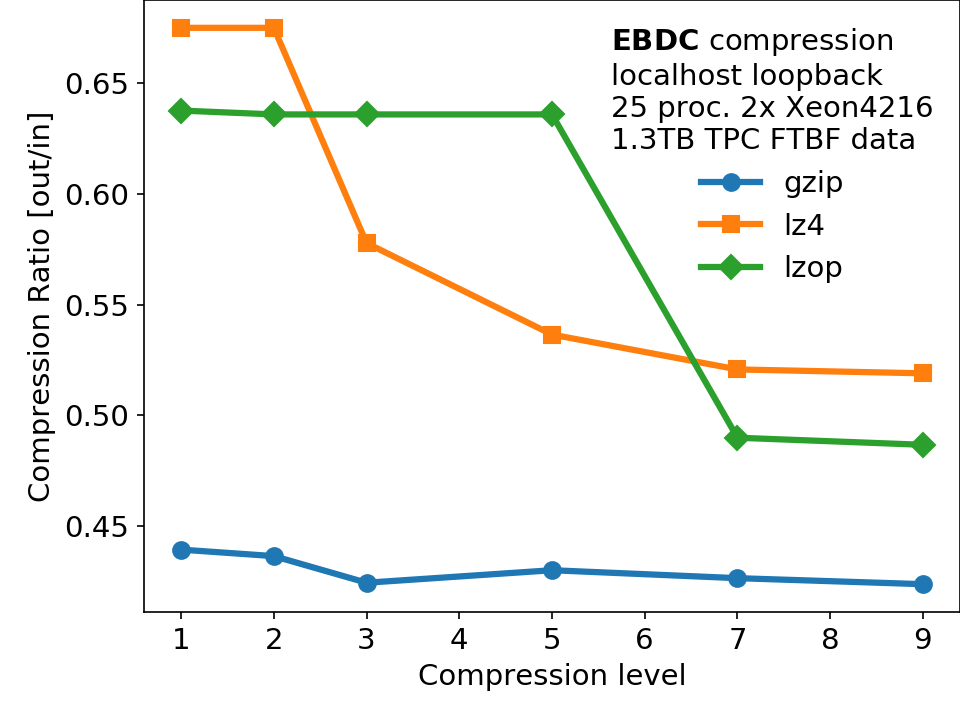 EBDC compression
localhost loopback
25 proc. 2x Xeon4216
1.3TB TPC FTBF data
gzip
lz4
lzop
Compression Ratio [out/in]
0.65
0.60
0.55
0.50
0.45
1 2 3 4 5 6 7 8 9
Compression level